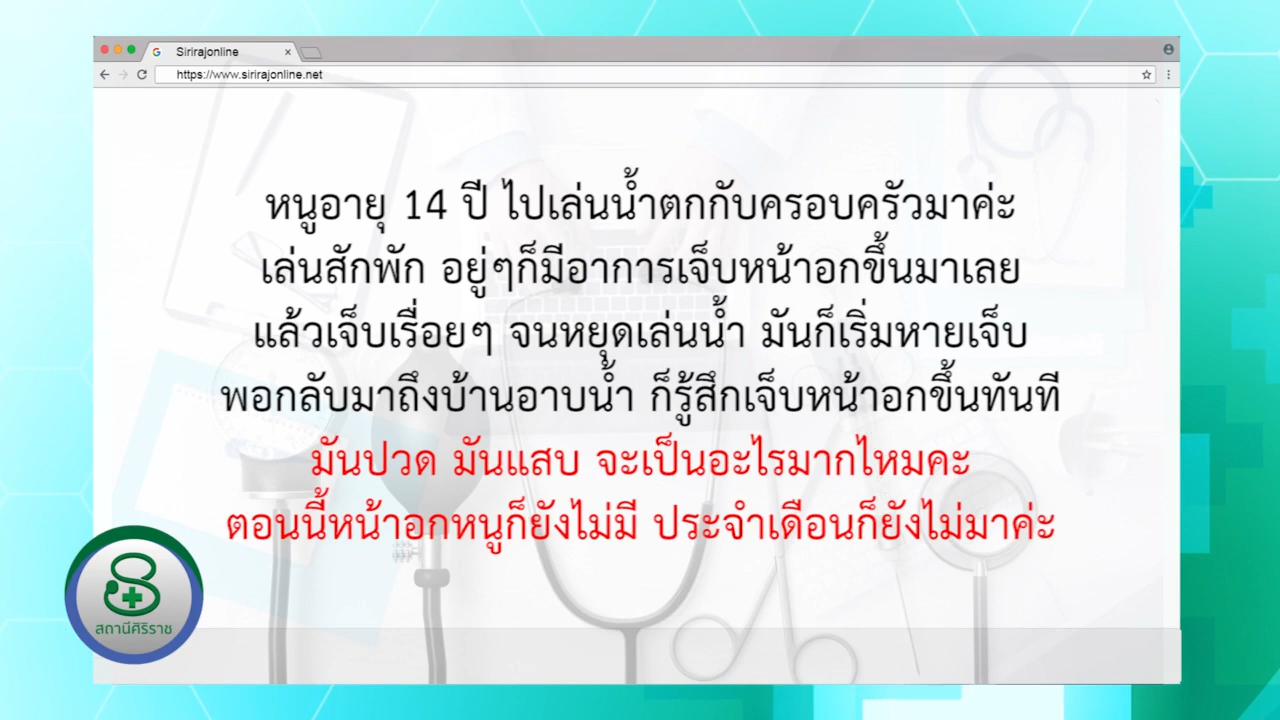 Sirirajonline
https://www.sirirajonline.net
หนูอายุ 14 ปี ไปเล่นน้ำตกกับครอบครัวมาค่ะ
เล่นสักพัก อยู่ๆก็มีอาการเจ็บหน้าอกขึ้นมาเลย
แล้วเจ็บเรื่อยๆ จนหยุดเล่นน้ำ มันก็เริ่มหายเจ็บ
พอกลับมาถึงบ้านอาบน้ำ ก็รู้สึกเจ็บหน้าอกขึ้นทันที
มันปวด มันแสบ จะเป็นอะไรมากไหมคะ
ตอนนี้หน้าอกหนูก็ยังไม่มี ประจำเดือนก็ยังไม่มาค่ะ
สถานีศิริราช